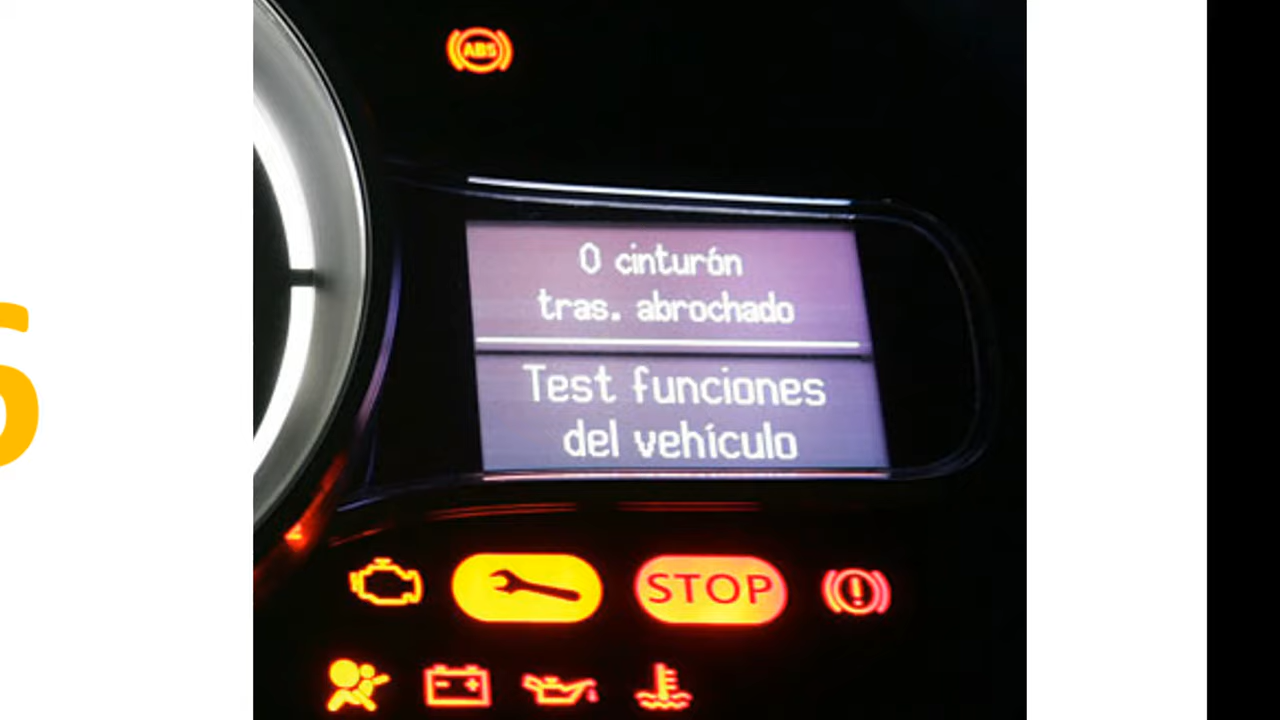 ABS
0 cinturón
tras. abrochado
Test funciones
del vehículo
STOP